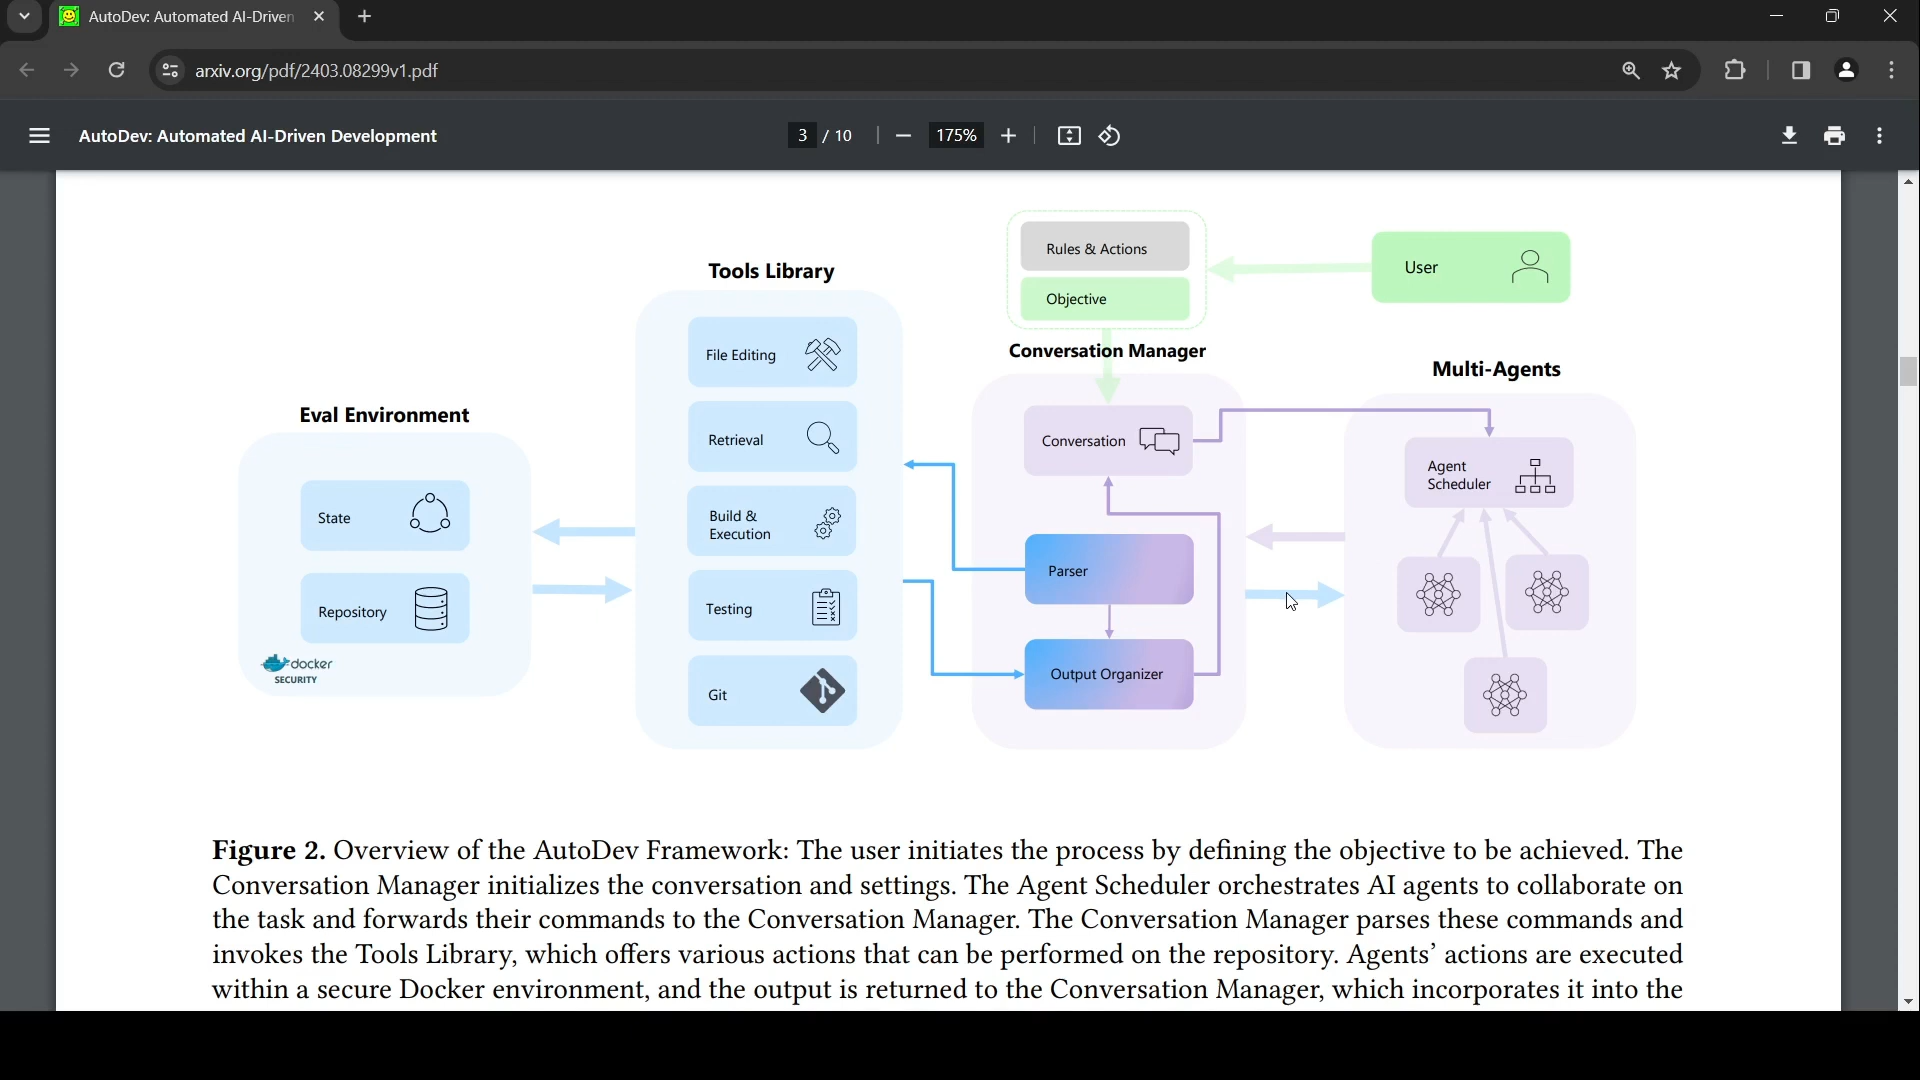 AutoDev: Automated AI-Driven
arxiv.org/pdf/2403.08299v1.pdf
AutoDev: Automated AI-Driven Development
3 / 10
175%
Rules & Actions
Objective
User
Tools Library
File Editing
Retrieval
Build &
Execution
Testing
Git
Eval Environment
State
Repository
docker
SECURITY
Conversation Manager
Conversation
Parser
Output Organizer
Multi-Agents
Agent
Scheduler
Figure 2. Overview of the AutoDev Framework: The user initiates the process by defining the objective to be achieved. The
Conversation Manager initializes the conversation and settings. The Agent Scheduler orchestrates AI agents to collaborate on
the task and forwards their commands to the Conversation Manager. The Conversation Manager parses these commands and
invokes the Tools Library, which offers various actions that can be performed on the repository. Agents’ actions are executed
within a secure Docker environment, and the output is returned to the Conversation Manager, which incorporates it into the